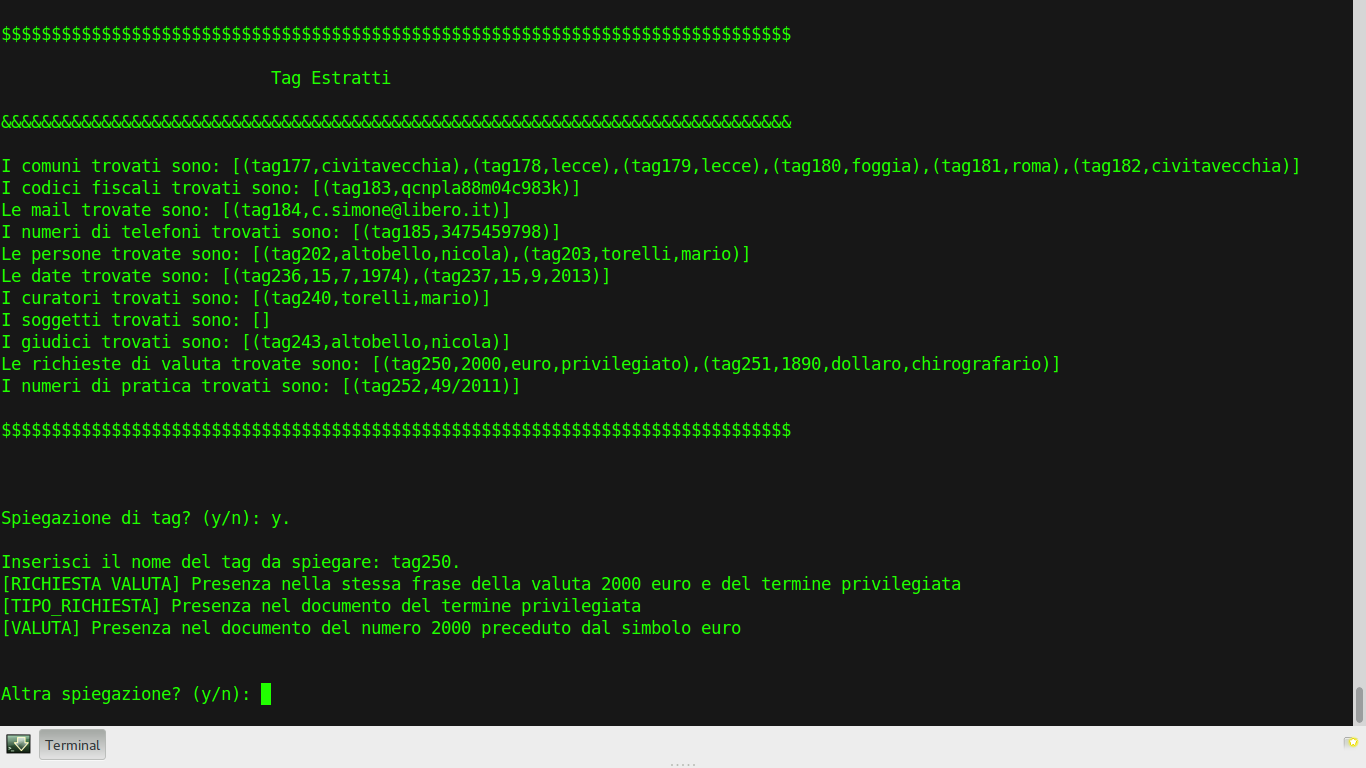 $$$$$$$$$$$$$$$$$$$$$$$$$$$$$$$$$$$$$$$$$$$$$$$$$$$$$$$$$$$$$$$$$$$$$$$$$$$$$$$
Tag Estratti
&&&&&&&&&&&&&&&&&&&&&&&&&&&&&&&&&&&&&&&&&&&&&&&&&&&&&&&&&&&&&&&&&&&&&&&&&&&&&&&
I comuni trovati sono: [(tag177,civitavecchia),(tag178,lecce),(tag179,lecce),(tag180,foggia),(tag181,roma),(tag182,civitavecchia)]
I codici fiscali trovati sono: [(tag183,qcnpla88m04c983k)]
Le mail trovate sono: [(tag184,c.simone@libero.it)]
I numeri di telefoni trovati sono: [(tag185,3475459798)]
Le persone trovate sono: [(tag202,altobello,nicola),(tag203,torelli,mario)]
Le date trovate sono: [(tag236,15,7,1974),(tag237,15,9,2013)]
I curatori trovati sono: [(tag240,torelli,mario)]
I soggetti trovati sono: []
I giudici trovati sono: [(tag243,altobello,nicola)]
Le richieste di valuta trovate sono: [(tag250,2000,euro,privilegiato),(tag251,1890,dollaro,chirografario)]
I numeri di pratica trovati sono: [(tag252,49/2011)]
$$$$$$$$$$$$$$$$$$$$$$$$$$$$$$$$$$$$$$$$$$$$$$$$$$$$$$$$$$$$$$$$$$$$$$$$$$$$$$$
Spiegazione di tag? (y/n): y.
Inserisci il nome del tag da spiegare: tag250.
[RICHIESTA VALUTA] Presenza nella stessa frase della valuta 2000 euro e del termine privilegiata
[TIPO_RICHIESTA] Presenza nel documento del termine privilegiata
[VALUTA] Presenza nel documento del numero 2000 preceduto dal simbolo euro
Altra spiegazione? (y/n):
Terminal